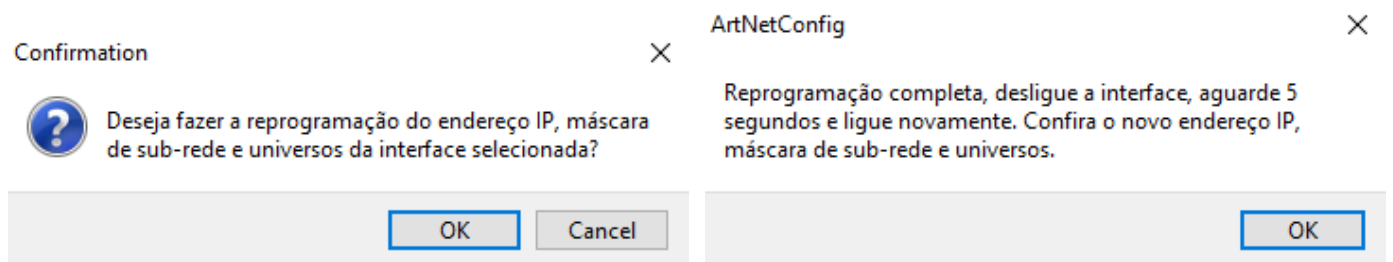 Confirmation
Deseja fazer a reprogramação do endereço IP, máscara
de sub-rede e universos da interface selecionada?
OK
Cancel
ArtNetConfig
Reprogramação completa, desligue a interface, aguarde 5
segundos e ligue novamente. Confira o novo endereço IP,
máscara de sub-rede e universos.
OK